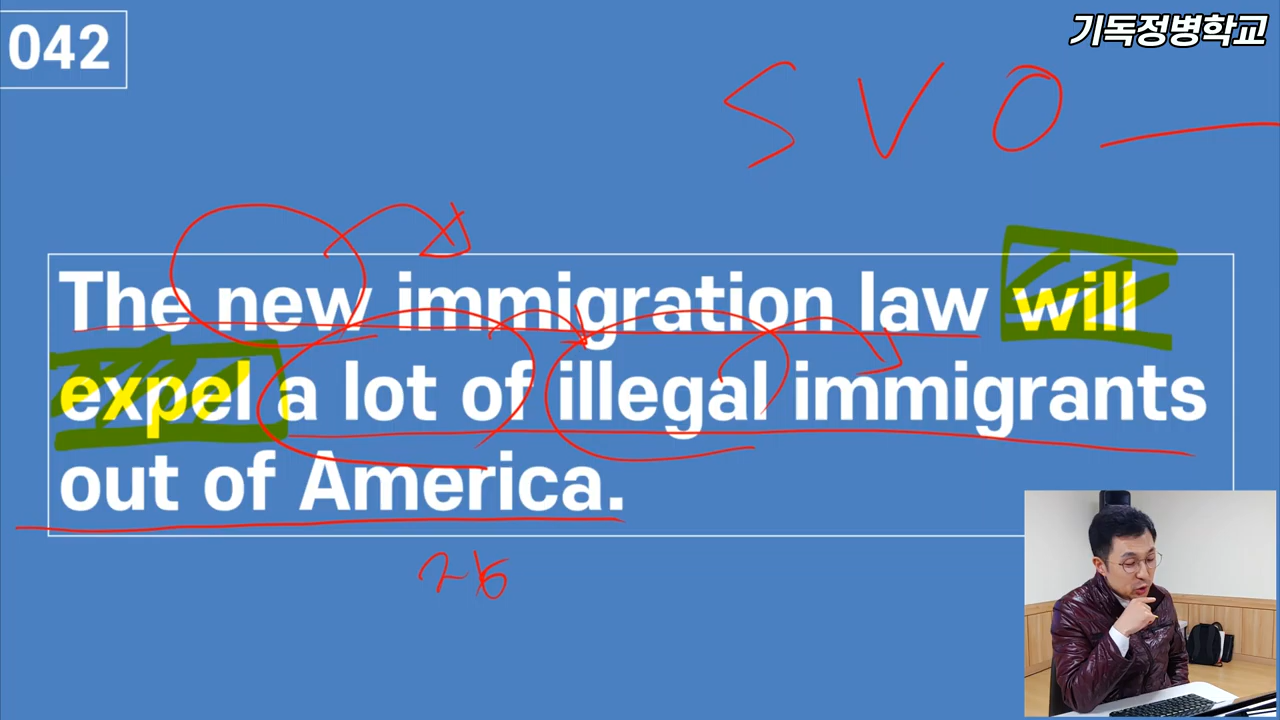 042
기독정병학교
S V O
The new immigration law will
expel a lot of illegal immigrants
out of America.